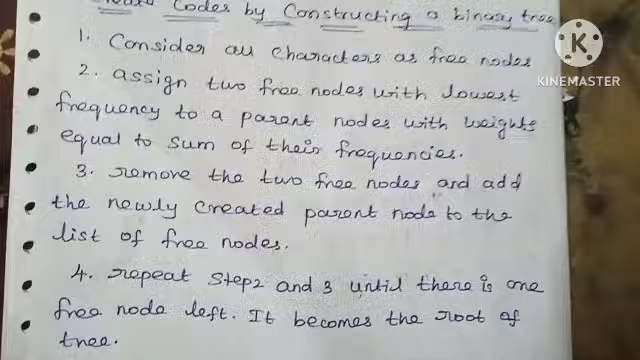 Codes by Constructing a binary tree
1. Consider all characters as free nodes
2. assign two free nodes with lowest
frequency to a parent nodes with weights
equal to sum of their frequencies.
3. remove the two free nodes and add
the newly created parent node to the
list of free nodes.
4. repeat step2 and 3 until there is one
free node left. It becomes the root of
tree.
K
KINEMASTER